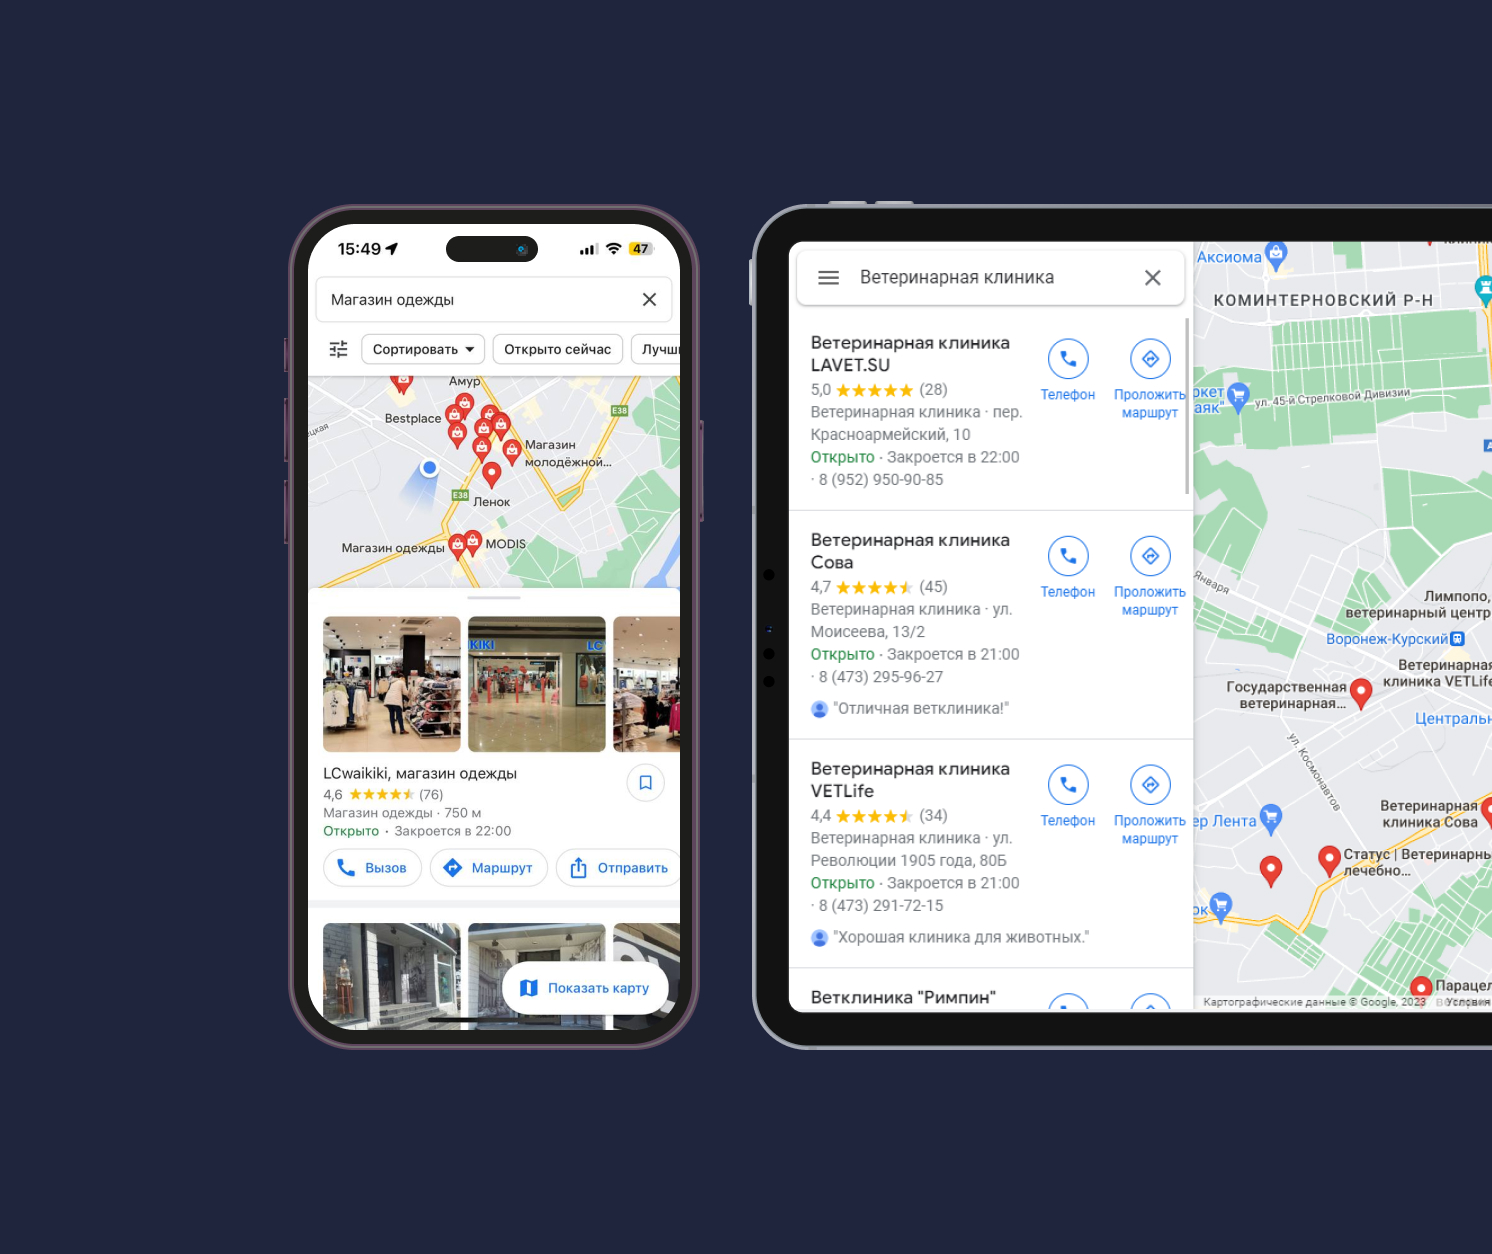 15:49
47
Магазин одежды
Сортировать
Открыто сейчас
Лучши
Амур
Bestplace
E38
Магазин
молодёжной...
E38
Ленок
Магазин одежды
MODIS
KIKI
LC
LCwaikiki, магазин одежды
4,6
(76)
Магазин одежды · 750 м
Открыто · Закроется в 22:00
Вызов
Маршрут
Отправить
Показать карту
Ветеринарная клиника
Ветеринарная клиника
LAVET.SU
5,0
(28)
Ветеринарная клиника · пер.
Красноармейский, 10
Открыто · Закроется в 22:00
· 8 (952) 950-90-85
Телефон
Проложить
маршрут
Ветеринарная клиника
Сова
4,7
(45)
Ветеринарная клиника · ул.
Моисеева, 13/2
Открыто · Закроется в 21:00
· 8 (473) 295-96-27
"Отличная ветклиника!"
Телефон
Проложить
маршрут
Ветеринарная клиника
VETLife
4,4
(34)
Ветеринарная клиника · ул.
Революции 1905 года, 80Б
Открыто · Закроется в 21:00
· 8 (473) 291-72-15
"Хорошая клиника для животных."
Телефон
Проложить
маршрут
Ветклиника "Римпин"
Аксиома
КОМИНТЕРНОВСКИЙ Р-Н
ркет
аяк"
ул. 45-й Стрелковой Дивизии
Января
Лимпопо,
ветеринарный центр
Воронеж-Курский
Ветеринарная
клиника VETLife
Государственная
ветеринарная...
Центральн
ул. Космонавтов
Ветеринарная
клиника Сова
ер Лента
Статус | Ветеринарны
лечебно...
ок
Парацел
Картографические данные © Google, 2023
Условия